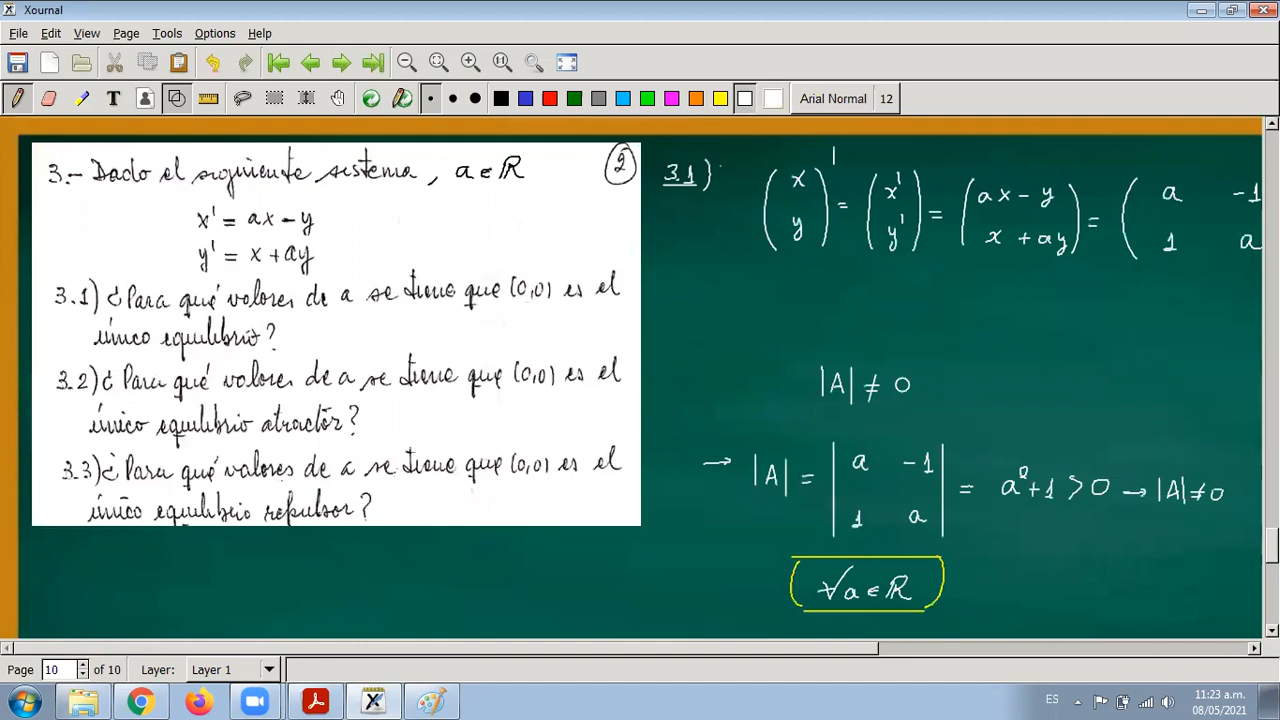 Xournal
File Edit View Page Tools Options Help
Arial Normal 12
3.- Dado el siguiente sistema, a ∈ ℝ
2
x' = ax - y
y' = x + ay
3.1) ¿Para qué valores de a se tiene que (0,0) es el
único equilibrio?
3.2) ¿Para qué valores de a se tiene que (0,0) es el
único equilibrio atractor?
3.3) ¿Para qué valores de a se tiene que (0,0) es el
único equilibrio repulsor?
3.1) (x y)' = (x' y') = (ax - y x + ay) = (a -1 1 a
|A| ≠ 0
→ |A| = |a -1 1 a| = a²+1 > 0 → |A| ≠ 0
∀a ∈ ℝ
Page 10 of 10 Layer: Layer 1
ES 11:23 a.m.
08/05/2021